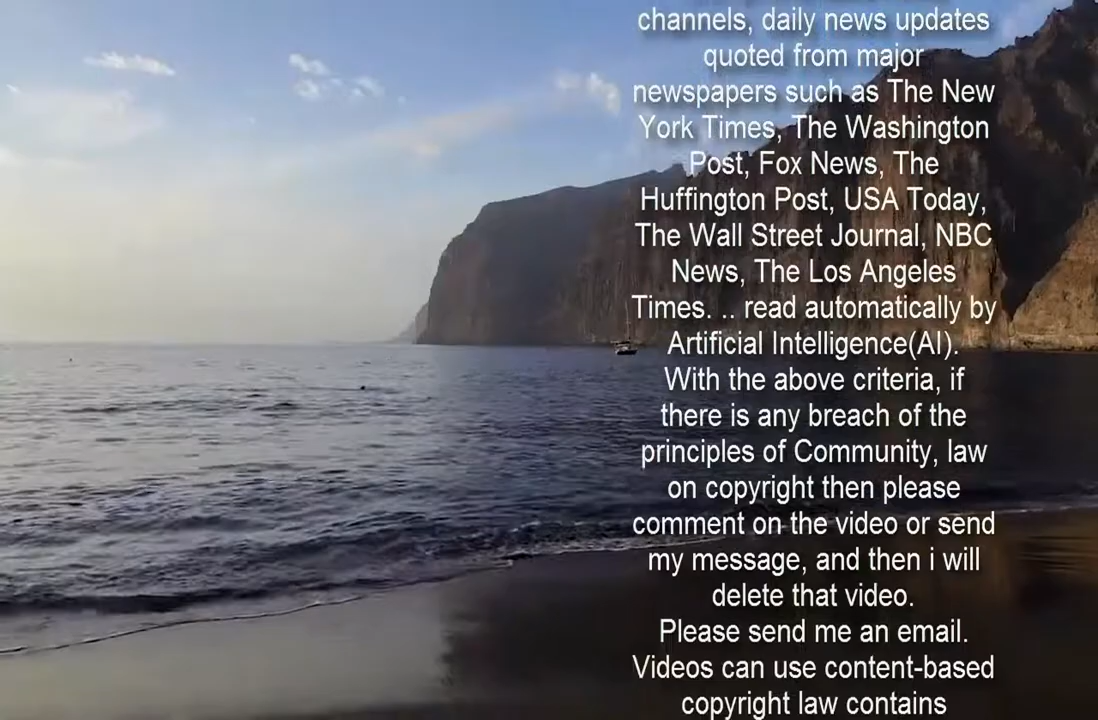 channels, daily news updates
quoted from major
newspapers such as The New
York Times, The Washington
Post, Fox News, The
Huffington Post, USA Today,
The Wall Street Journal, NBC
News, The Los Angeles
Times. .. read automatically by
Artificial Intelligence(AI).
With the above criteria, if
there is any breach of the
principles of Community, law
on copyright then please
comment on the video or send
my message, and then i will
delete that video.
Please send me an email.
Videos can use content-based
copyright law contains